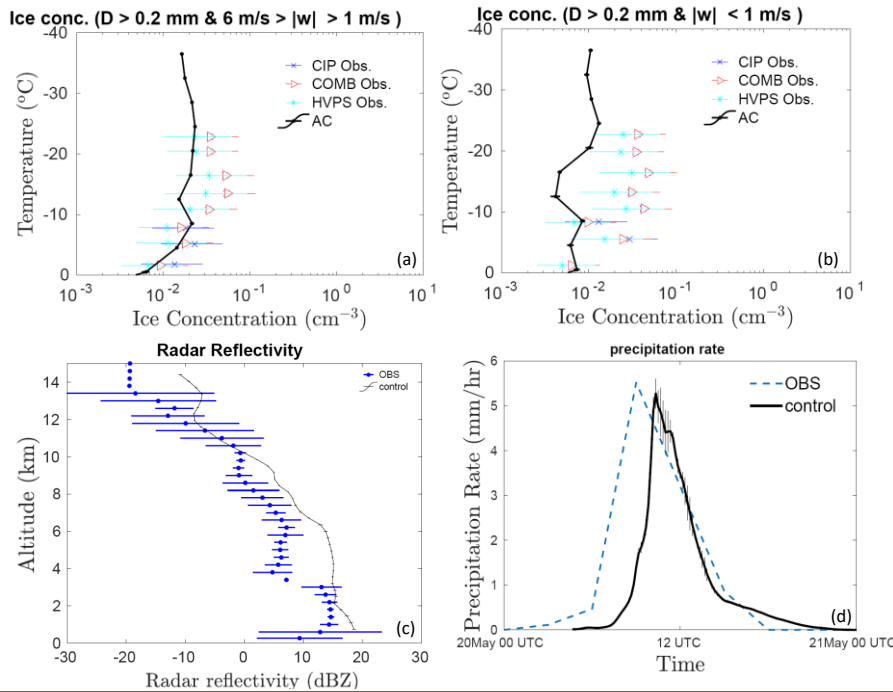 Ice conc. (D > 0.2 mm & 6 m/s > |w| > 1 m/s )
-40
-30
-20
-10
0
Temperature (°C)
CIP Obs.
COMB Obs.
HVPS Obs.
AC
(a)
10⁻³ 10⁻² 10⁻¹ 10⁰ 10¹
Ice Concentration (cm⁻³)
Ice conc. (D > 0.2 mm & |w| < 1 m/s)
-40
-30
-20
-10
0
Temperature (°C)
CIP Obs.
COMB Obs.
HVPS Obs.
AC
(b)
10⁻³ 10⁻² 10⁻¹ 10⁰ 10¹
Ice Concentration (cm⁻³)
Radar Reflectivity
14
12
10
8
6
4
2
0
Altitude (km)
OBS
control
(c)
-30 -20 -10 0 10 20 30
Radar reflectivity (dBZ)
precipitation rate
6
5
4
3
2
1
0
Precipitation Rate (mm/hr)
OBS
control
(d)
20May 00 UTC 12 UTC 21May 00 UTC
Time